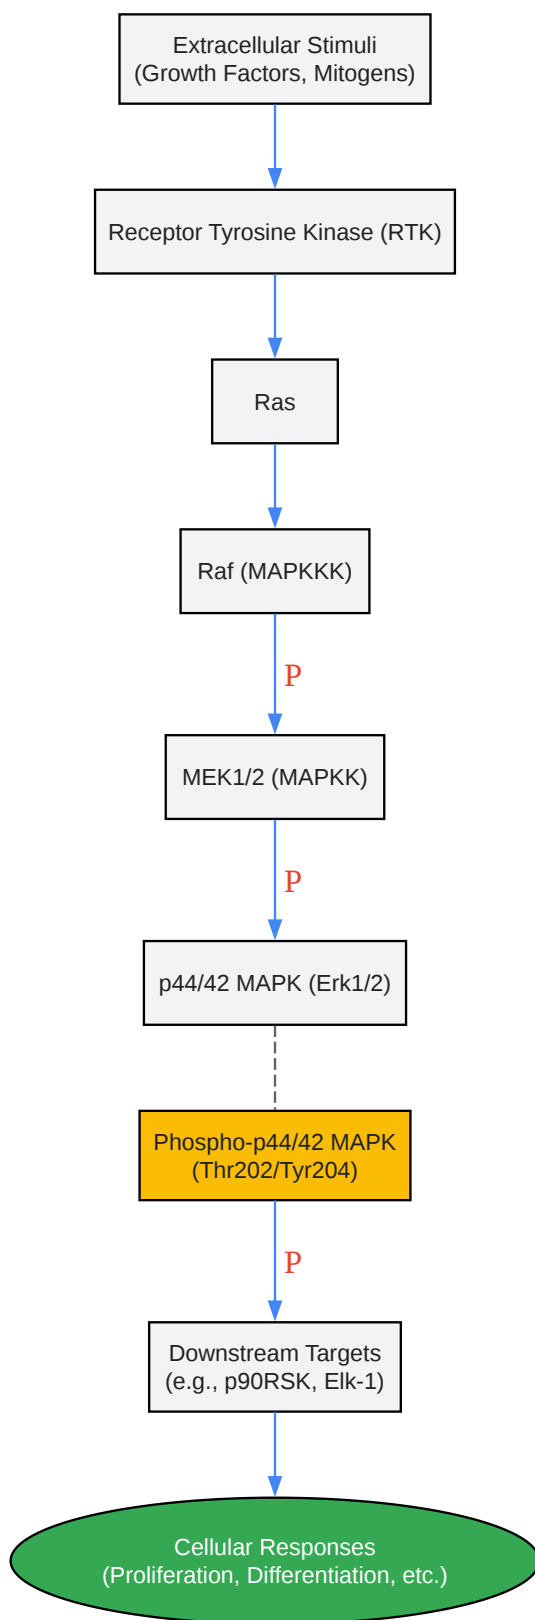 Extracellular Stimuli
(Growth Factors, Mitogens)
Receptor Tyrosine Kinase (RTK)
Ras
Raf (MAPKKK)
P
MEK1/2 (MAPKK)
P
p44/42 MAPK (Erk1/2)
Phospho-p44/42 MAPK
(Thr202/Tyr204)
P
Downstream Targets
(e.g., p90RSK, Elk-1)
Cellular Responses
(Proliferation, Differentiation, etc.)